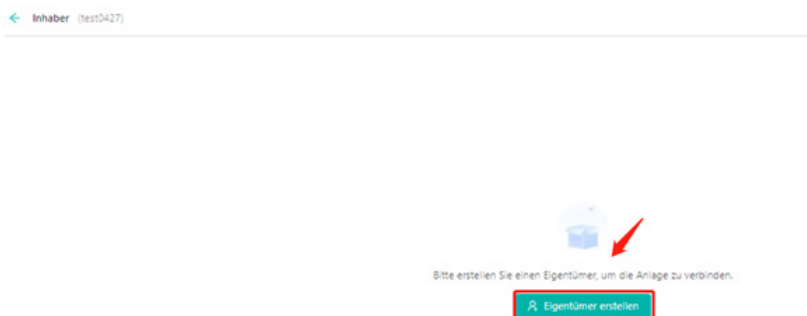 Inhaber (test0427)
Bitte erstellen Sie einen Eigentümer, um die Anlage zu verbinden.
Eigentümer erstellen